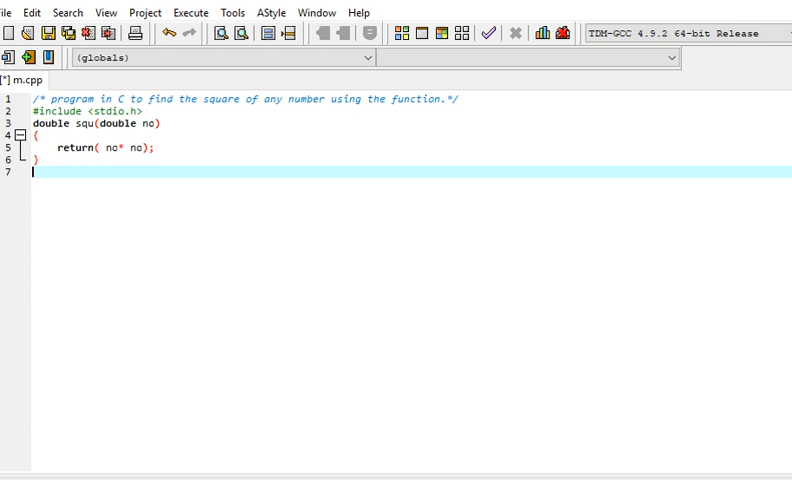 ile Edit Search View Project Execute Tools AStyle Window Help
TDM-GCC 4.9.2 64-bit Release
(globals)
[*] m.cpp
1 /* program in C to find the square of any number using the function.*/
2 #include <stdio.h>
3 double squ(double no)
4 {
5 return( no* no);
6 }
7